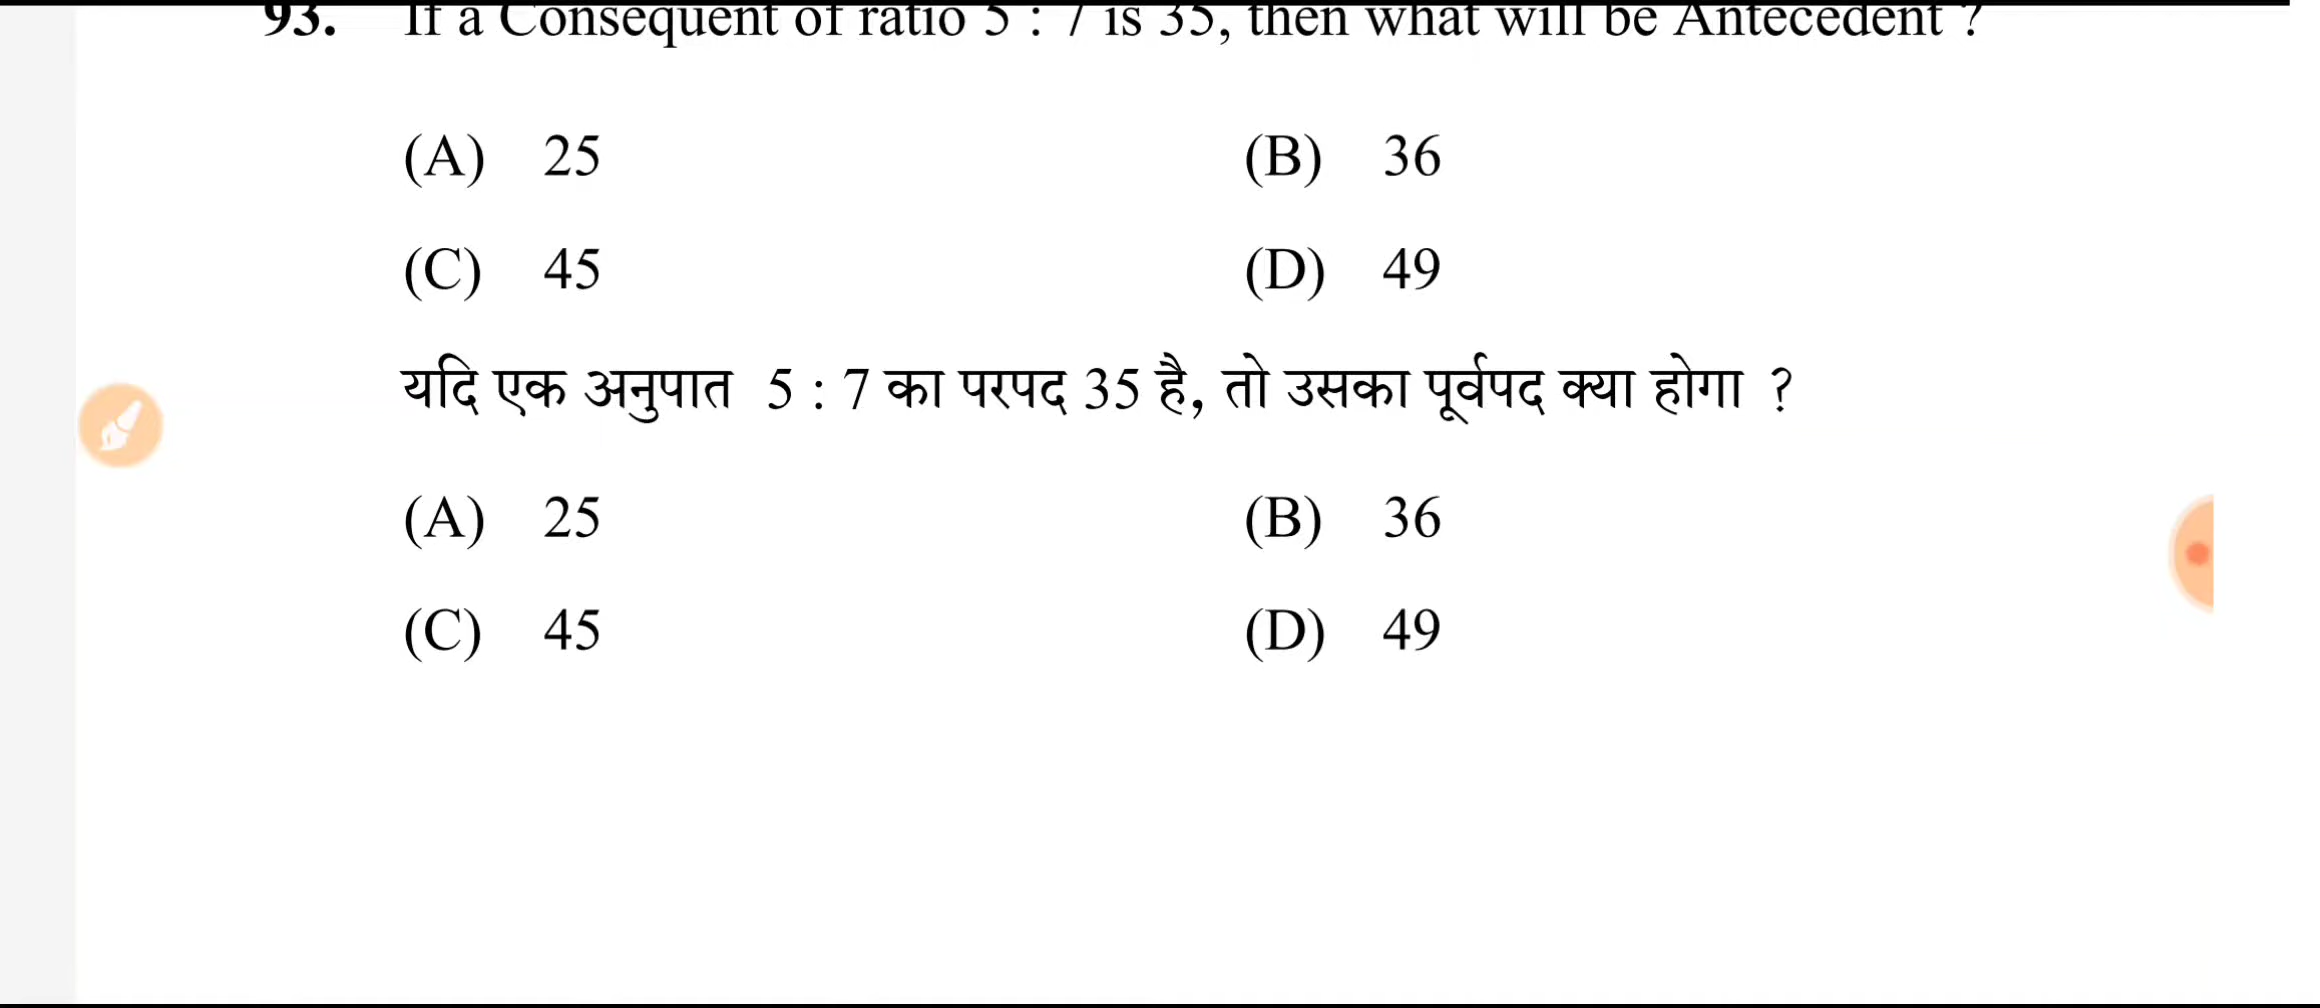 93. If a Consequent of ratio 5 : 7 is 35, then what will be Antecedent ?
(A) 25 (B) 36
(C) 45 (D) 49
यदि एक अनुपात 5 : 7 का परपद 35 है, तो उसका पूर्वपद क्या होगा ?
(A) 25 (B) 36
(C) 45 (D) 49